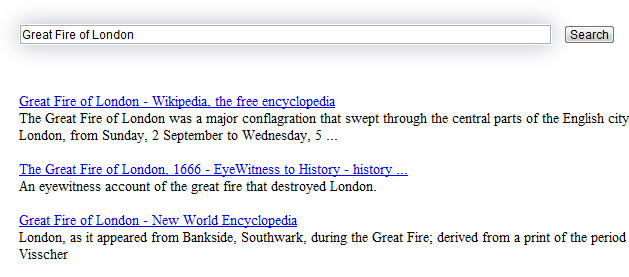 Great Fire of London
Search
Great Fire of London - Wikipedia, the free encyclopedia
The Great Fire of London was a major conflagration that swept through the central parts of the English city
London, from Sunday, 2 September to Wednesday, 5 ...
The Great Fire of London, 1666 - EyeWitness to History - history ...
An eyewitness account of the great fire that destroyed London.
Great Fire of London - New World Encyclopedia
London, as it appeared from Bankside, Southwark, during the Great Fire; derived from a print of the period
Visscher